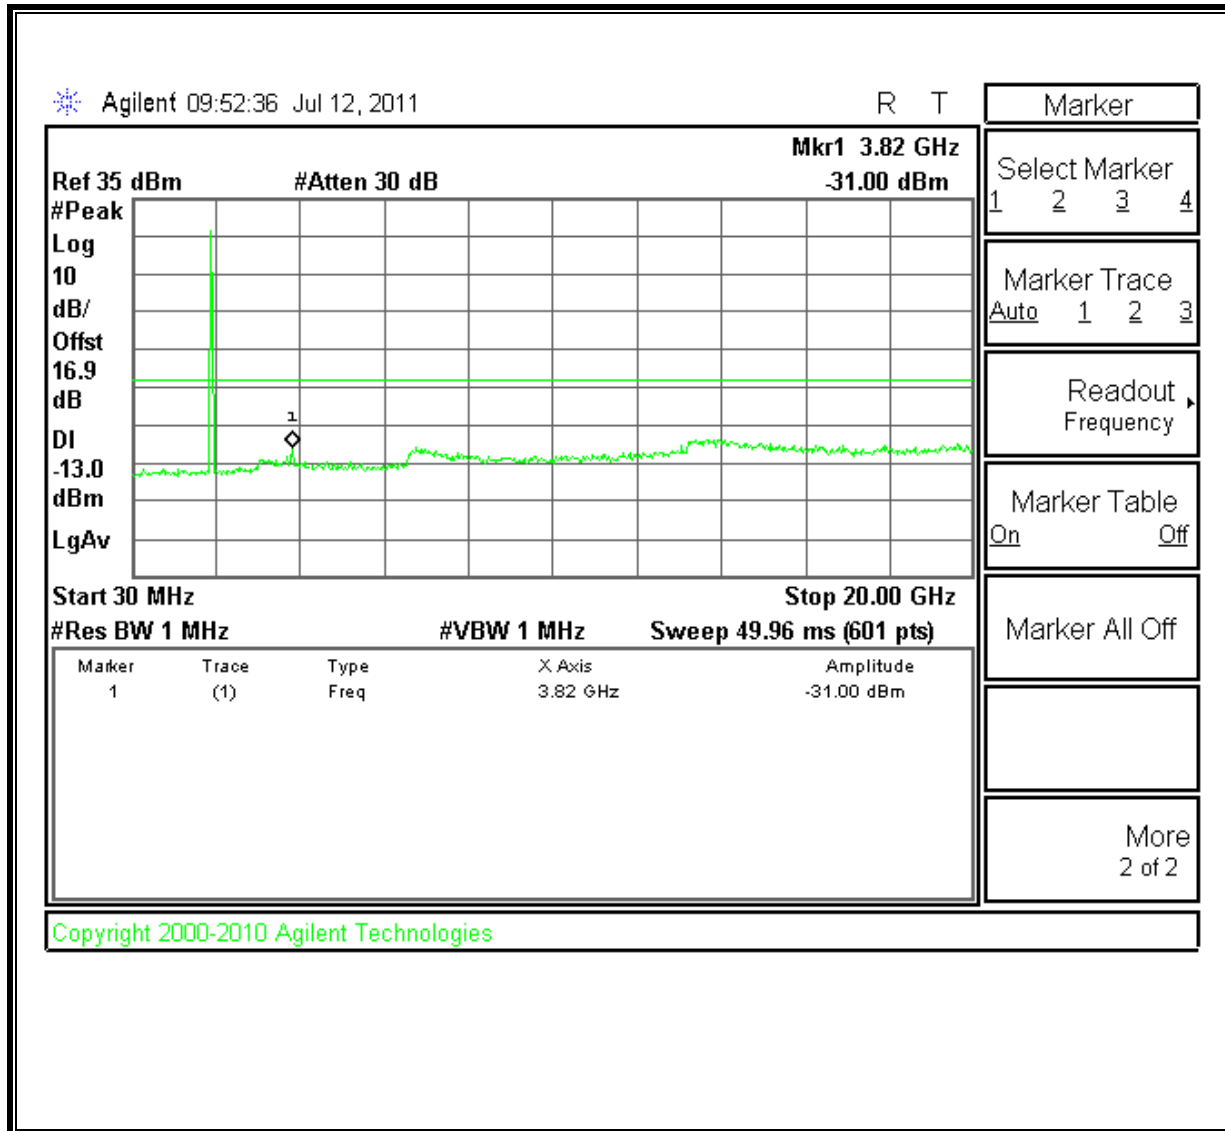 Agilent 09:52:36 Jul 12, 2011
R T
Mkr1 3.82 GHz
Ref 35 dBm #Atten 30 dB -31.00 dBm
#Peak
Log
10
dB/
Offst
16.9
dB
DI
-13.0
dBm
LgAv
1
Start 30 MHz Stop 20.00 GHz
#Res BW 1 MHz #VBW 1 MHz Sweep 49.96 ms (601 pts)
Marker Trace Type X Axis Amplitude
1 (1) Freq 3.82 GHz -31.00 dBm
Marker
Select Marker
1 2 3 4
Marker Trace
Auto 1 2 3
Readout
Frequency
Marker Table
On Off
Marker All Off
More
2 of 2
Copyright 2000-2010 Agilent Technologies